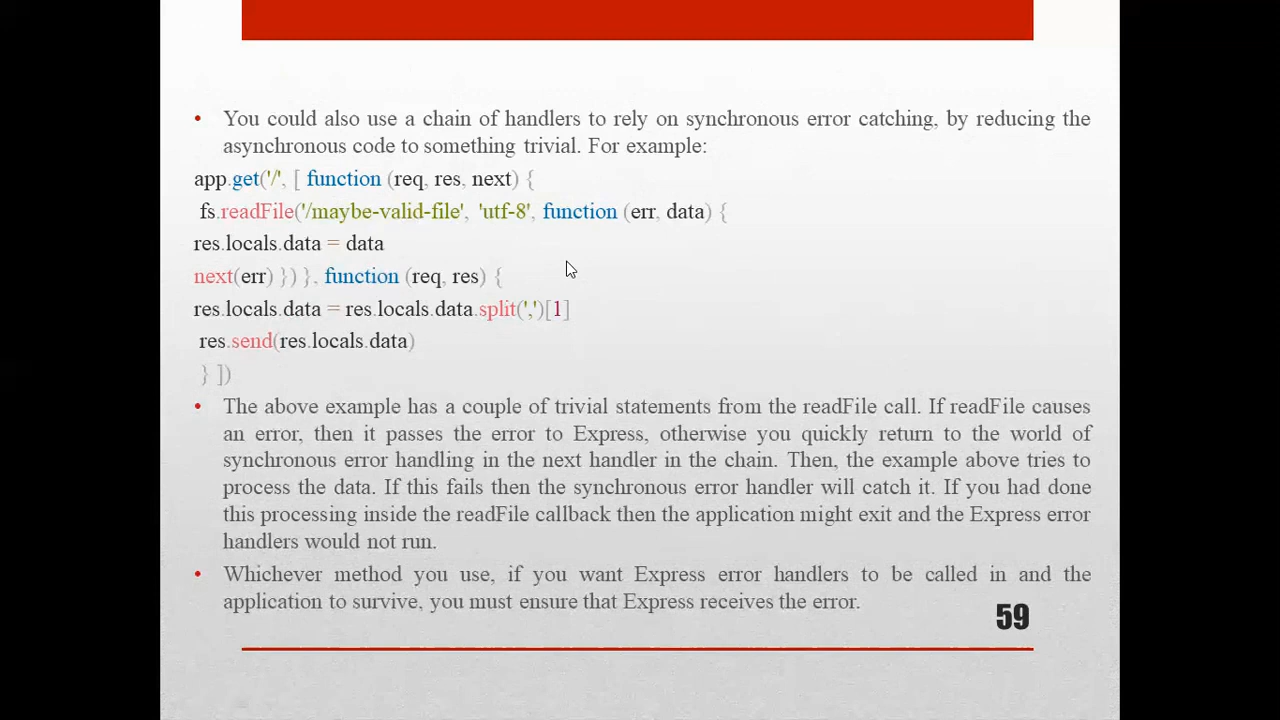 • You could also use a chain of handlers to rely on synchronous error catching, by reducing the
asynchronous code to something trivial. For example:
app.get('/', [ function (req, res, next) {
fs.readFile('/maybe-valid-file', 'utf-8', function (err, data) {
res.locals.data = data
next(err) }) }, function (req, res) {
res.locals.data = res.locals.data.split(',')[1]
res.send(res.locals.data)
} ])
• The above example has a couple of trivial statements from the readFile call. If readFile causes
an error, then it passes the error to Express, otherwise you quickly return to the world of
synchronous error handling in the next handler in the chain. Then, the example above tries to
process the data. If this fails then the synchronous error handler will catch it. If you had done
this processing inside the readFile callback then the application might exit and the Express error
handlers would not run.
• Whichever method you use, if you want Express error handlers to be called in and the
application to survive, you must ensure that Express receives the error.
59